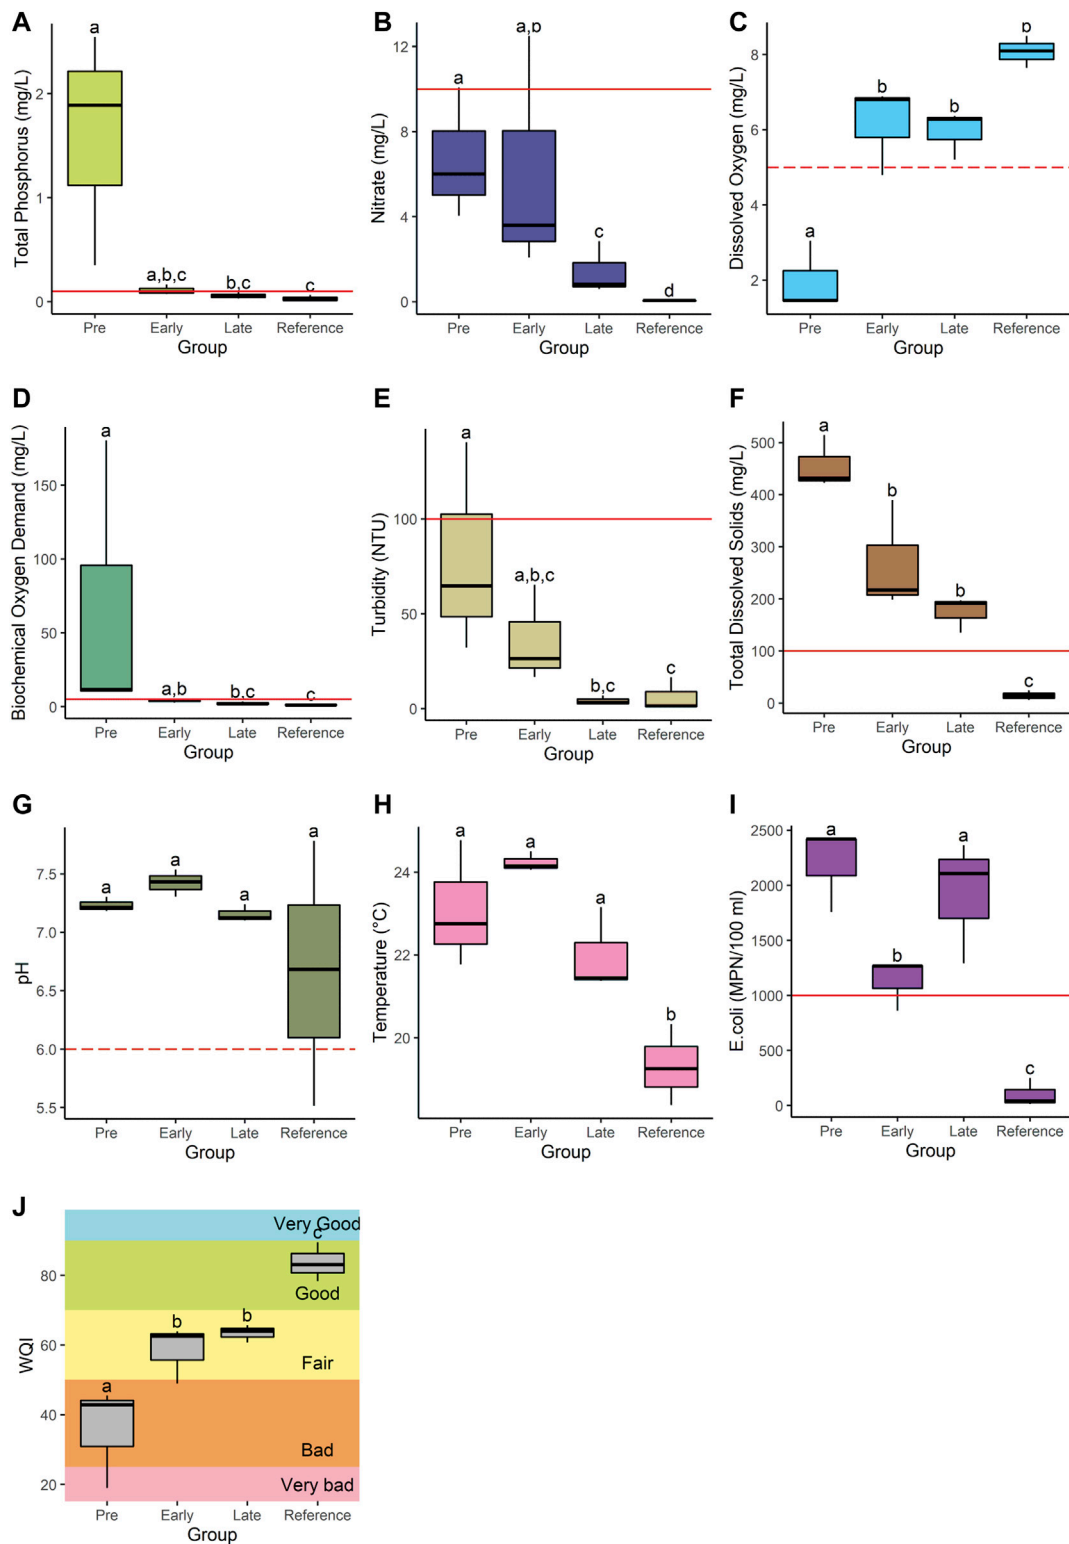 A
Total Phosphorus (mg/L)
2
1
0
a
a,b,c
b,c
c
Pre Early Late Reference
Group
B
Nitrate (mg/L)
12
8
4
0
a
a,b
c
d
Pre Early Late Reference
Group
C
Dissolved Oxygen (mg/L)
8
6
4
2
a
b
b
b
Pre Early Late Reference
Group
D
Biochemical Oxygen Demand (mg/L)
150
100
50
0
a
a,b
b,c
c
Pre Early Late Reference
Group
E
Turbidity (NTU)
100
50
0
a
a,b,c
b,c
c
Pre Early Late Reference
Group
F
Tootal Dissolved Solids (mg/L)
500
400
300
200
100
0
a
b
b
c
Pre Early Late Reference
Group
G
pH
7.5
7.0
6.5
6.0
5.5
a
a
a
a
Pre Early Late Reference
Group
H
Temperature (°C)
24
22
20
a
a
a
b
Pre Early Late Reference
Group
I
E.coli (MPN/100 ml)
2500
2000
1500
1000
500
0
a
b
a
c
Pre Early Late Reference
Group
J
WQI
80
60
40
20
Very Good
c
Good
b
b
Fair
a
Bad
Very bad
Pre Early Late Reference
Group